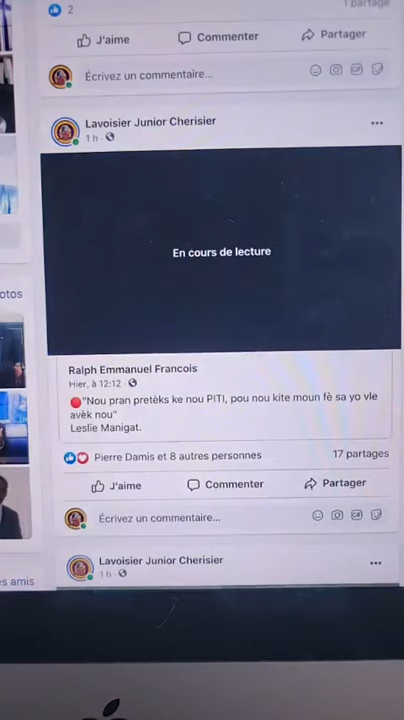 2
1 partage
J'aime
Commenter
Partager
Écrivez un commentaire...
Lavoisier Junior Cherisier
1 h
En cours de lecture
otos
Ralph Emmanuel Francois
Hier, à 12:12
"Nou pran pretèks ke nou PITI, pou nou kite moun fè sa yo vle
avèk nou"
Leslie Manigat.
Pierre Damis et 8 autres personnes
17 partages
J'aime
Commenter
Partager
Écrivez un commentaire...
Lavoisier Junior Cherisier
1 h
es amis